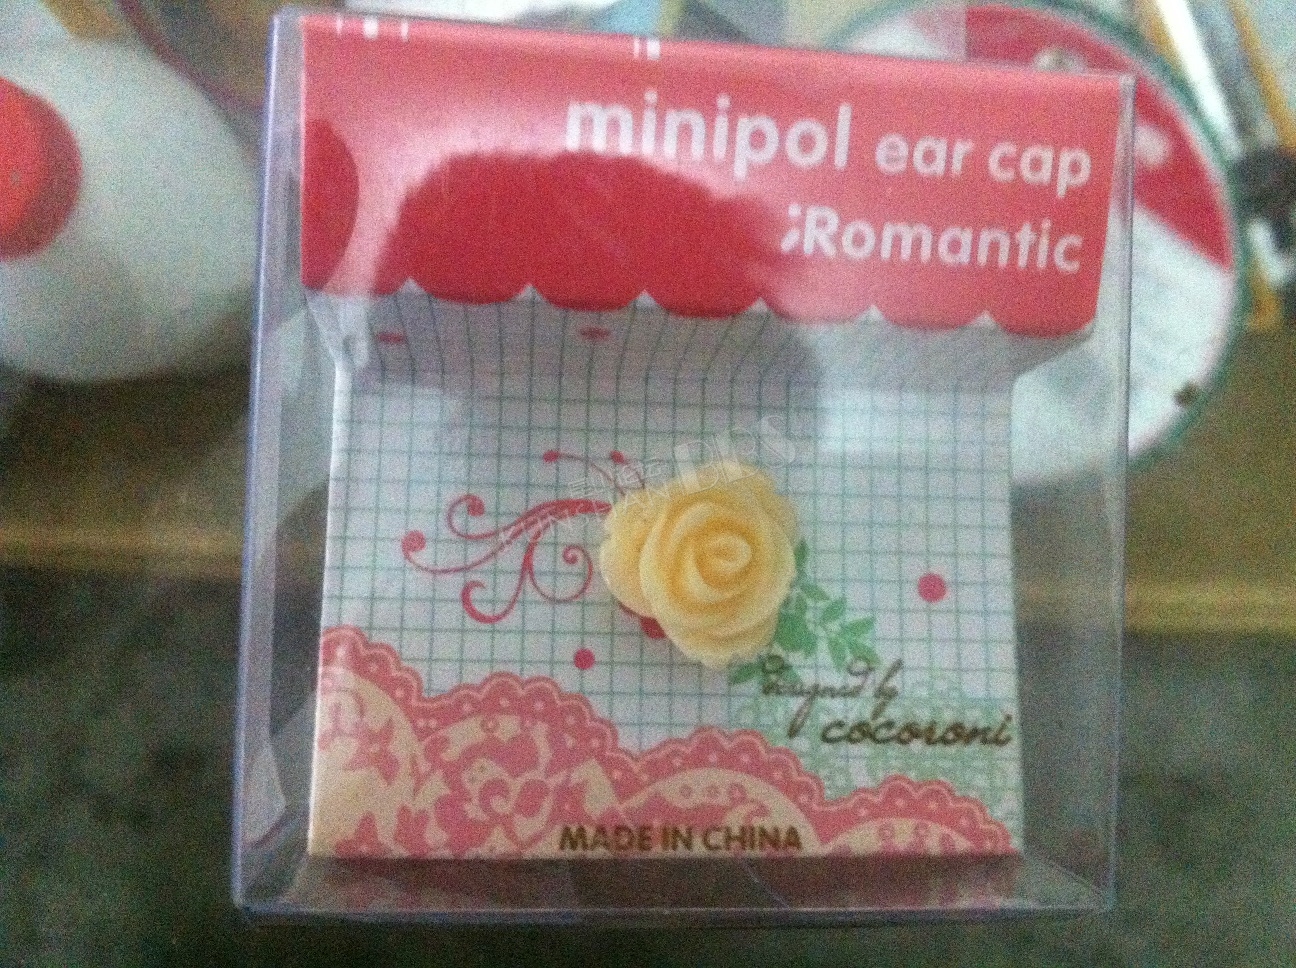 minipol ear cap
;Romantic
Designed by
cocoroni
MADE IN CHINA